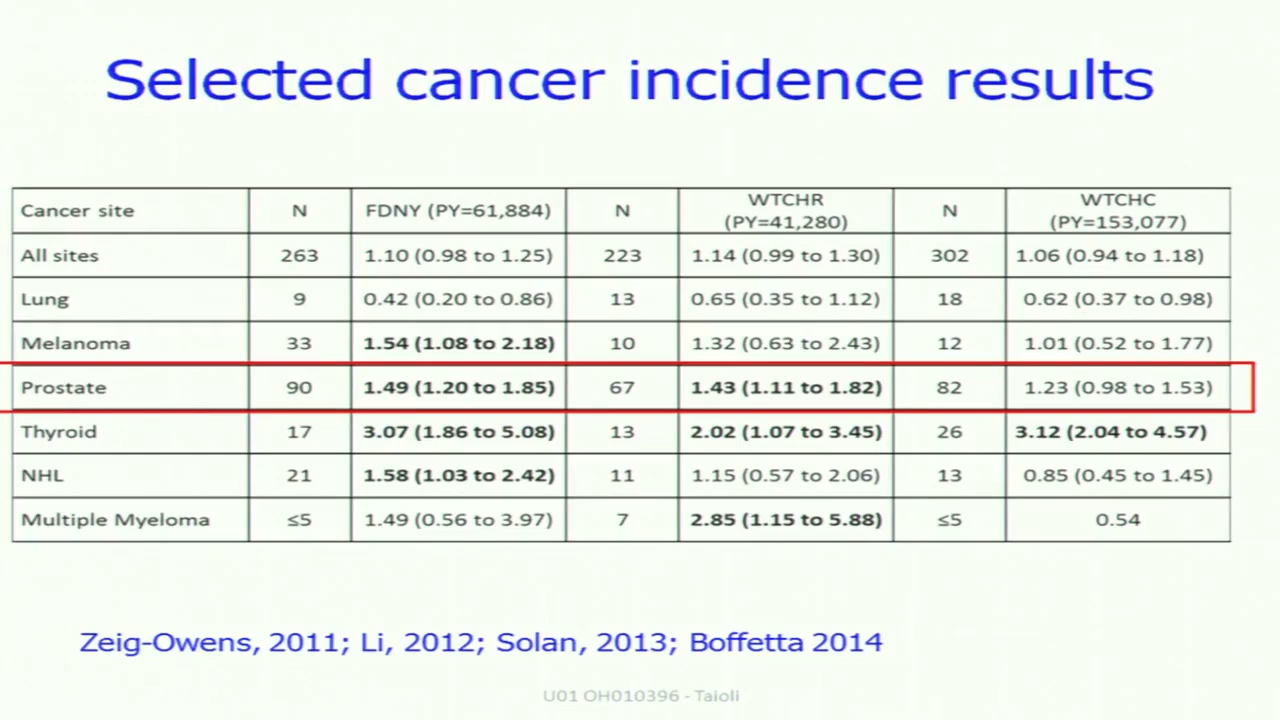 Selected cancer incidence results
Cancer site N FDNY (PY=61,884) N WTCHR (PY=41,280) N WTCHC (PY=153,077)
All sites 263 1.10 (0.98 to 1.25) 223 1.14 (0.99 to 1.30) 302 1.06 (0.94 to 1.18)
Lung 9 0.42 (0.20 to 0.86) 13 0.65 (0.35 to 1.12) 18 0.62 (0.37 to 0.98)
Melanoma 33 1.54 (1.08 to 2.18) 10 1.32 (0.63 to 2.43) 12 1.01 (0.52 to 1.77)
Prostate 90 1.49 (1.20 to 1.85) 67 1.43 (1.11 to 1.82) 82 1.23 (0.98 to 1.53)
Thyroid 17 3.07 (1.86 to 5.08) 13 2.02 (1.07 to 3.45) 26 3.12 (2.04 to 4.57)
NHL 21 1.58 (1.03 to 2.42) 11 1.15 (0.57 to 2.06) 13 0.85 (0.45 to 1.45)
Multiple Myeloma ≤5 1.49 (0.56 to 3.97) 7 2.85 (1.15 to 5.88) ≤5 0.54
Zeig-Owens, 2011; Li, 2012; Solan, 2013; Boffetta 2014
U01 OH010396 - Taioli